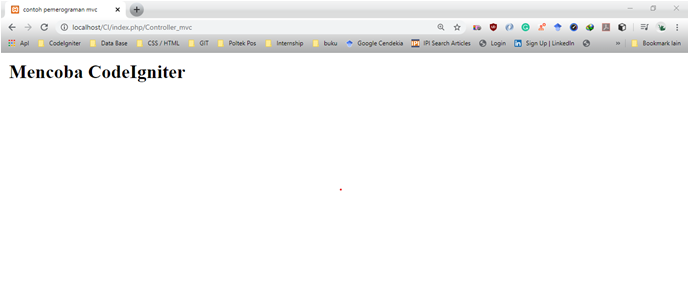 contoh pemerograman mvc
localhost/CI/index.php/Controller_mvc
Apl CodeIgniter Data Base CSS / HTML GIT Poltek Pos Internship buku Google Cendekia IPI Search Articles Login Sign Up | LinkedIn » Bookmark lain
Mencoba CodeIgniter